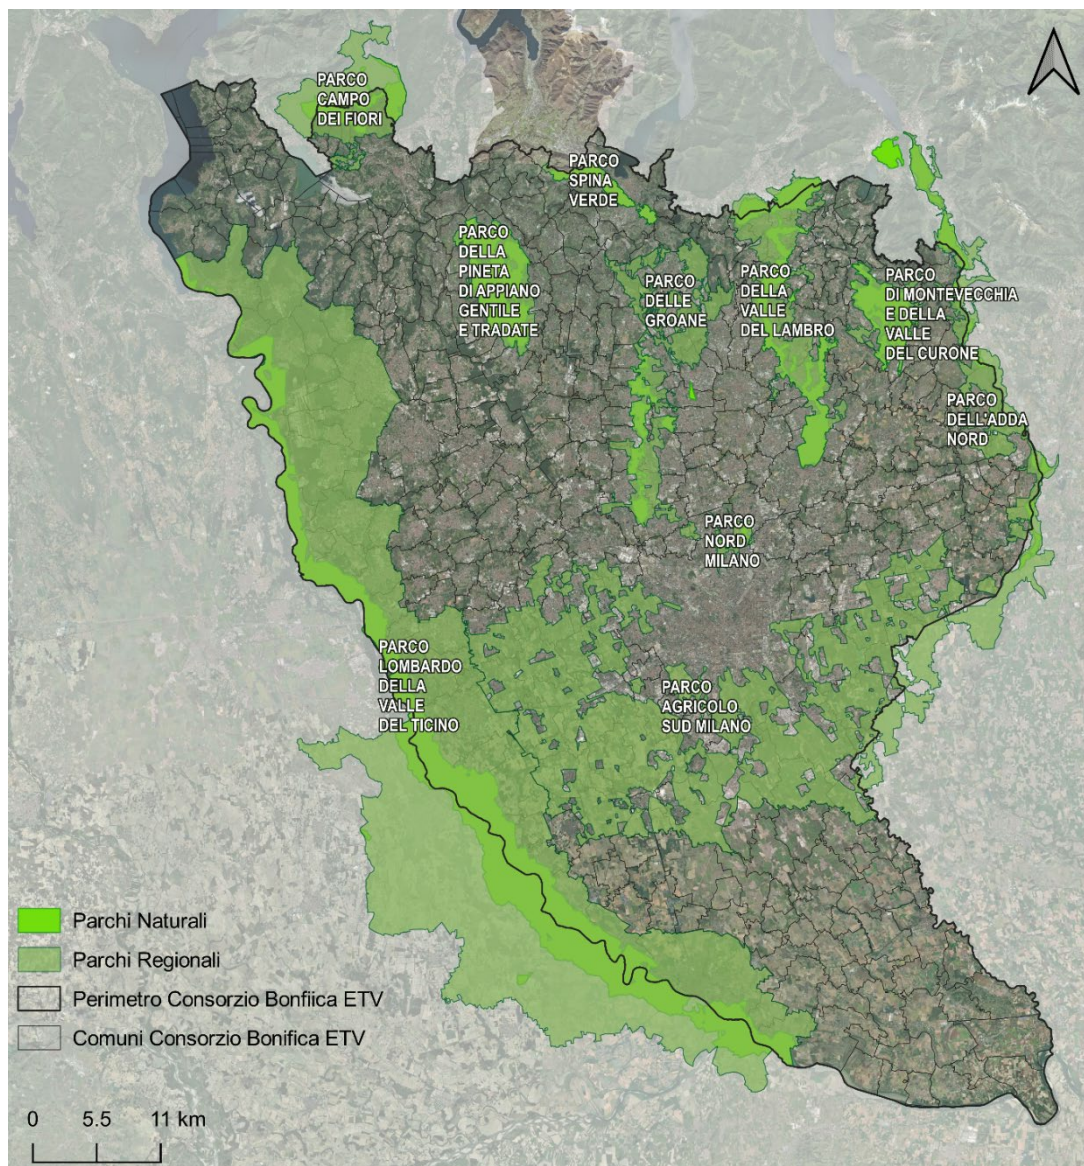 PARCO
CAMPO
DEI FIORI
PARCO
SPINA
VERDE
PARCO
DELLA
PINETA
DI APPIANO
GENTILE
E TRADATE
PARCO
DELLE
GROANE
PARCO
DELLA
VALLE
DEL LAMBRO
PARCO
DI MONTEVECCHIA
E DELLA
VALLE
DEL CURONE
PARCO
DELL'ADDA
NORD
PARCO
NORD
MILANO
PARCO
LOMBARDO
DELLA
VALLE
DEL TICINO
PARCO
AGRICOLO
SUD MILANO
Parchi Naturali
Parchi Regionali
Perimetro Consorzio Bonfiica ETV
Comuni Consorzio Bonifica ETV
0 5.5 11 km